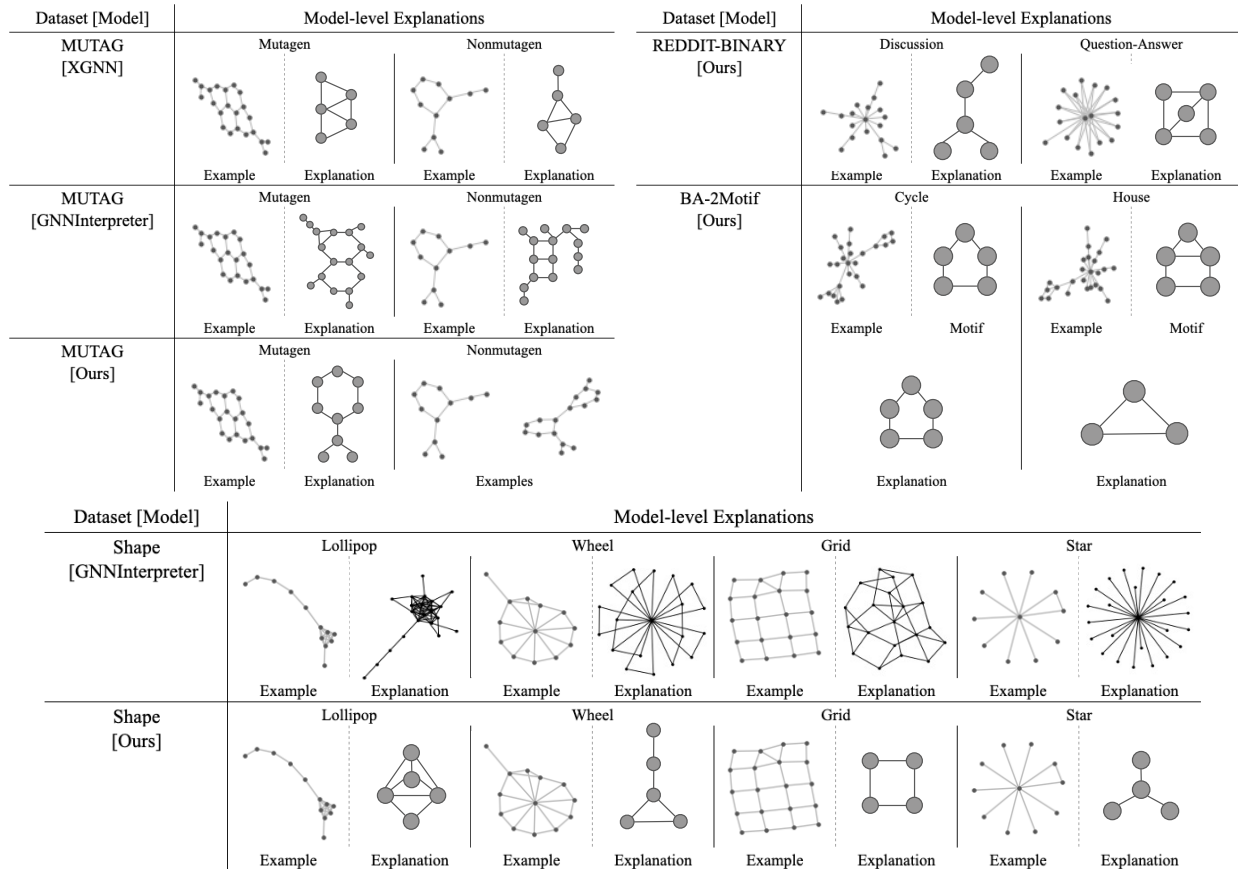 Dataset [Model] Model-level Explanations
MUTAG
[XGNN]
Mutagen Nonmutagen
Example Explanation Example Explanation
MUTAG
[GNNInterpreter]
Mutagen Nonmutagen
Example Explanation Example Explanation
MUTAG
[Ours]
Mutagen Nonmutagen
Example Explanation Examples
Dataset [Model] Model-level Explanations
REDDIT-BINARY
[Ours]
Discussion Question-Answer
Example Explanation Example Explanation
BA-2Motif
[Ours]
Cycle House
Example Motif Example Motif
Explanation Explanation
Dataset [Model] Model-level Explanations
Shape
[GNNInterpreter]
Lollipop Wheel Grid Star
Example Explanation Example Explanation Example Explanation Example Explanation
Shape
[Ours]
Lollipop Wheel Grid Star
Example Explanation Example Explanation Example Explanation Example Explanation